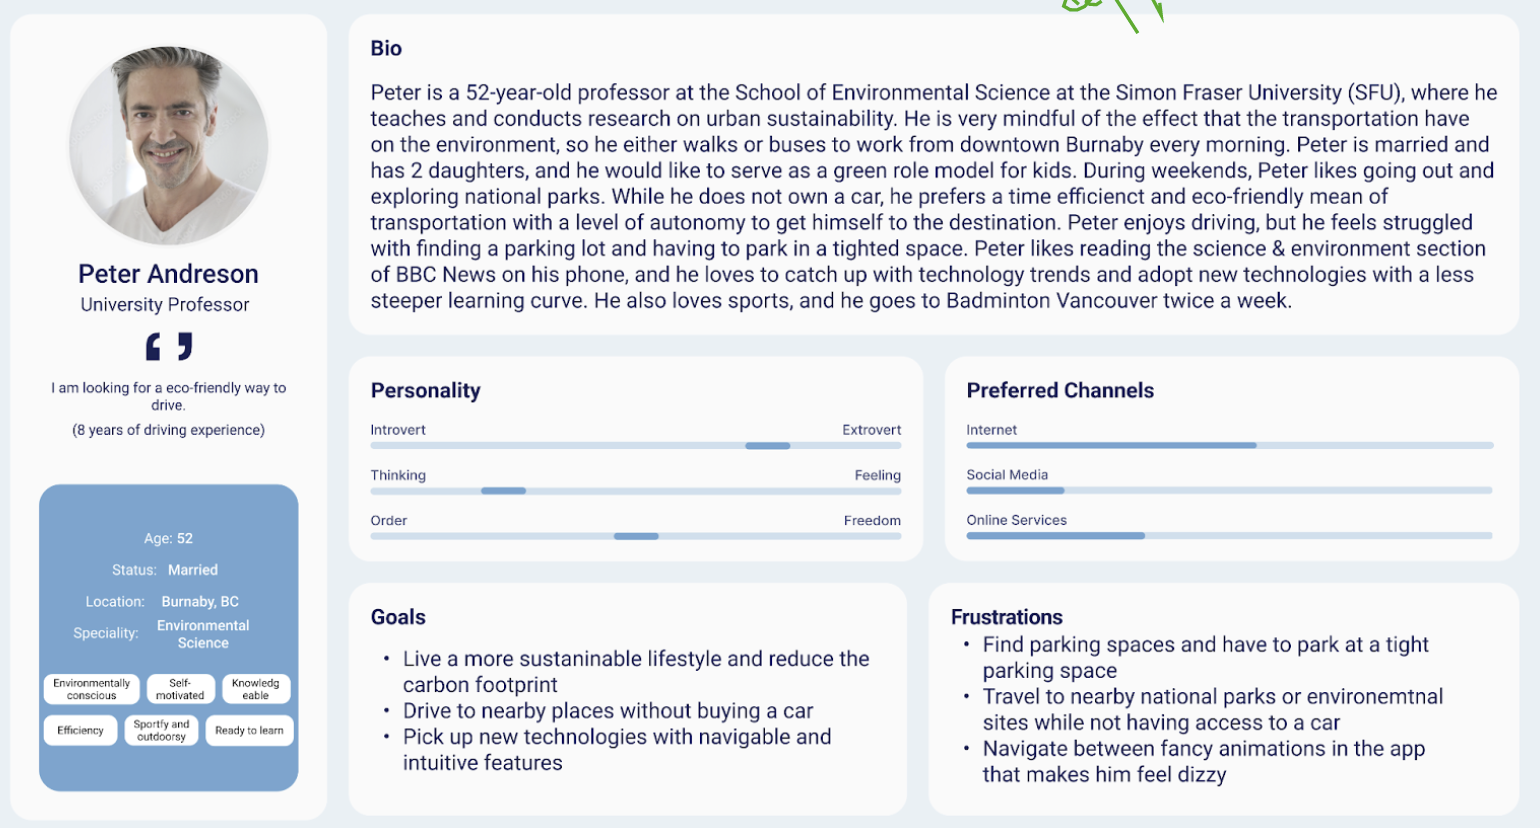 Peter Andreson
University Professor
I am looking for a eco-friendly way to
drive.
(8 years of driving experience)
Age: 52
Status: Married
Location: Burnaby, BC
Speciality: Environmental
Science
Environmentally
conscious
Self-
motivated
Knowledg
eable
Efficiency
Sportfy and
outdoorsy
Ready to learn
Bio
Peter is a 52-year-old professor at the School of Environmental Science at the Simon Fraser University (SFU), where he
teaches and conducts research on urban sustainability. He is very mindful of the effect that the transportation have
on the environment, so he either walks or buses to work from downtown Burnaby every morning. Peter is married and
has 2 daughters, and he would like to serve as a green role model for kids. During weekends, Peter likes going out and
exploring national parks. While he does not own a car, he prefers a time efficienct and eco-friendly mean of
transportation with a level of autonomy to get himself to the destination. Peter enjoys driving, but he feels struggled
with finding a parking lot and having to park in a tighted space. Peter likes reading the science & environment section
of BBC News on his phone, and he loves to catch up with technology trends and adopt new technologies with a less
steeper learning curve. He also loves sports, and he goes to Badminton Vancouver twice a week.
Personality
Introvert Extrovert
Thinking Feeling
Order Freedom
Preferred Channels
Internet
Social Media
Online Services
Goals
• Live a more sustaninable lifestyle and reduce the
carbon footprint
• Drive to nearby places without buying a car
• Pick up new technologies with navigable and
intuitive features
Frustrations
• Find parking spaces and have to park at a tight
parking space
• Travel to nearby national parks or environemtnal
sites while not having access to a car
• Navigate between fancy animations in the app
that makes him feel dizzy